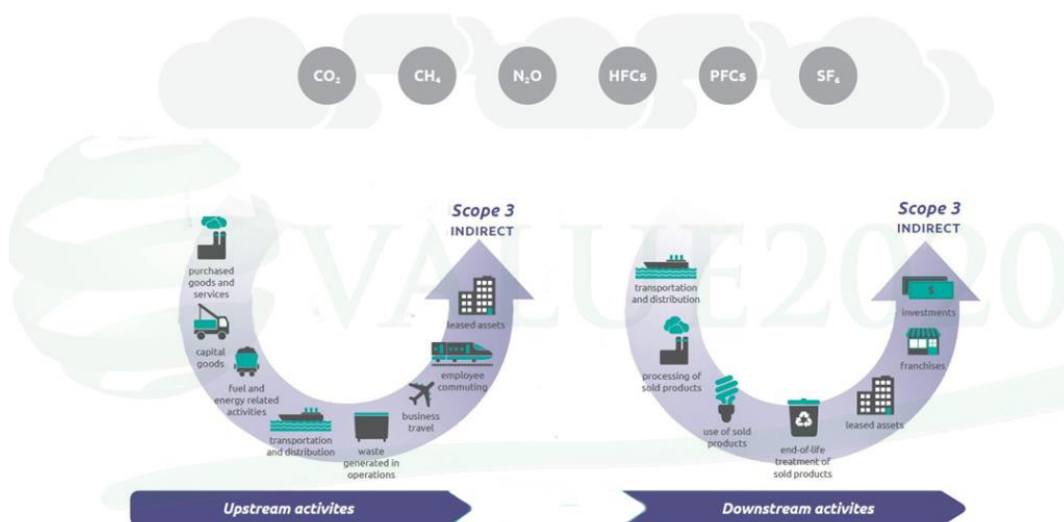 CO₂
CH₄
N₂O
HFCs
PFCs
SF₆
VALUE2020
Scope 3
INDIRECT
purchased
goods and
services
capital
goods
fuel and
energy related
activities
transportation
and distribution
waste
generated in
operations
business
travel
employee
commuting
leased assets
Upstream activites
Scope 3
INDIRECT
transportation
and distribution
processing of
sold products
use of sold
products
end-of-life
treatment of
sold products
leased assets
franchises
investments
$
Downstream activites